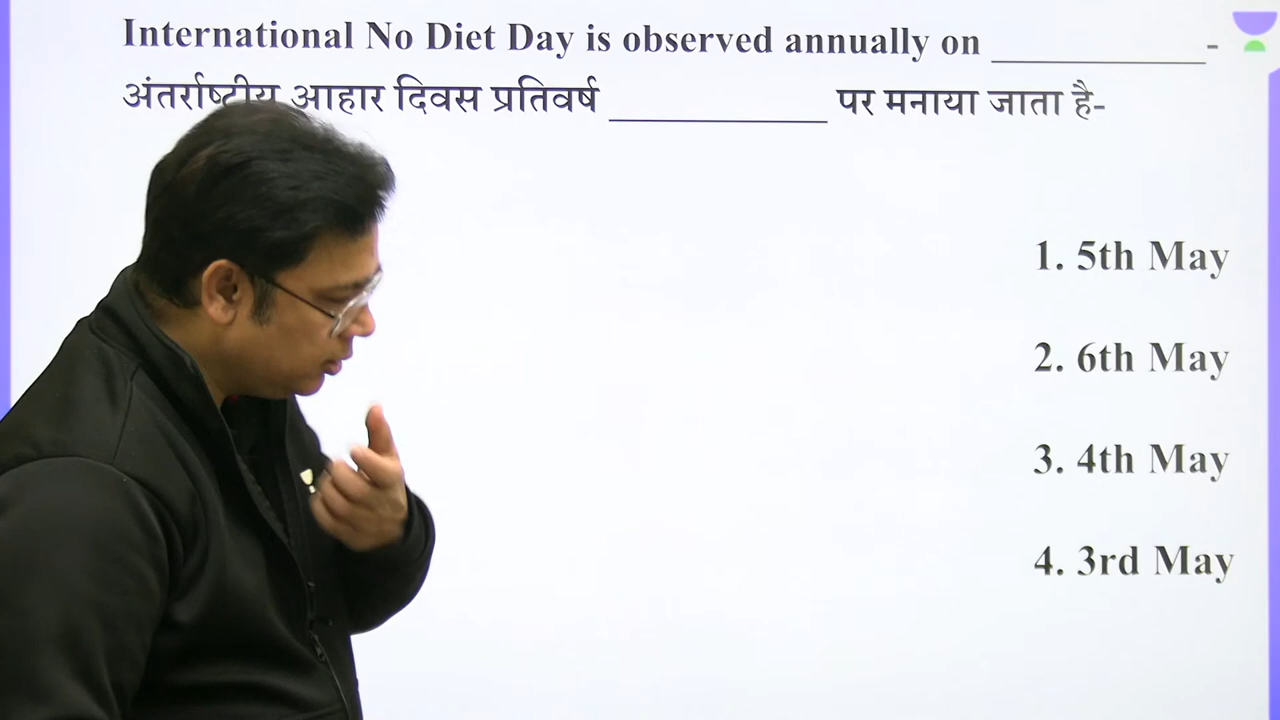 International No Diet Day is observed annually on ____________-
अंतर्राष्ट्रीय आहार दिवस प्रतिवर्ष ____________ पर मनाया जाता है-
1. 5th May
2. 6th May
3. 4th May
4. 3rd May